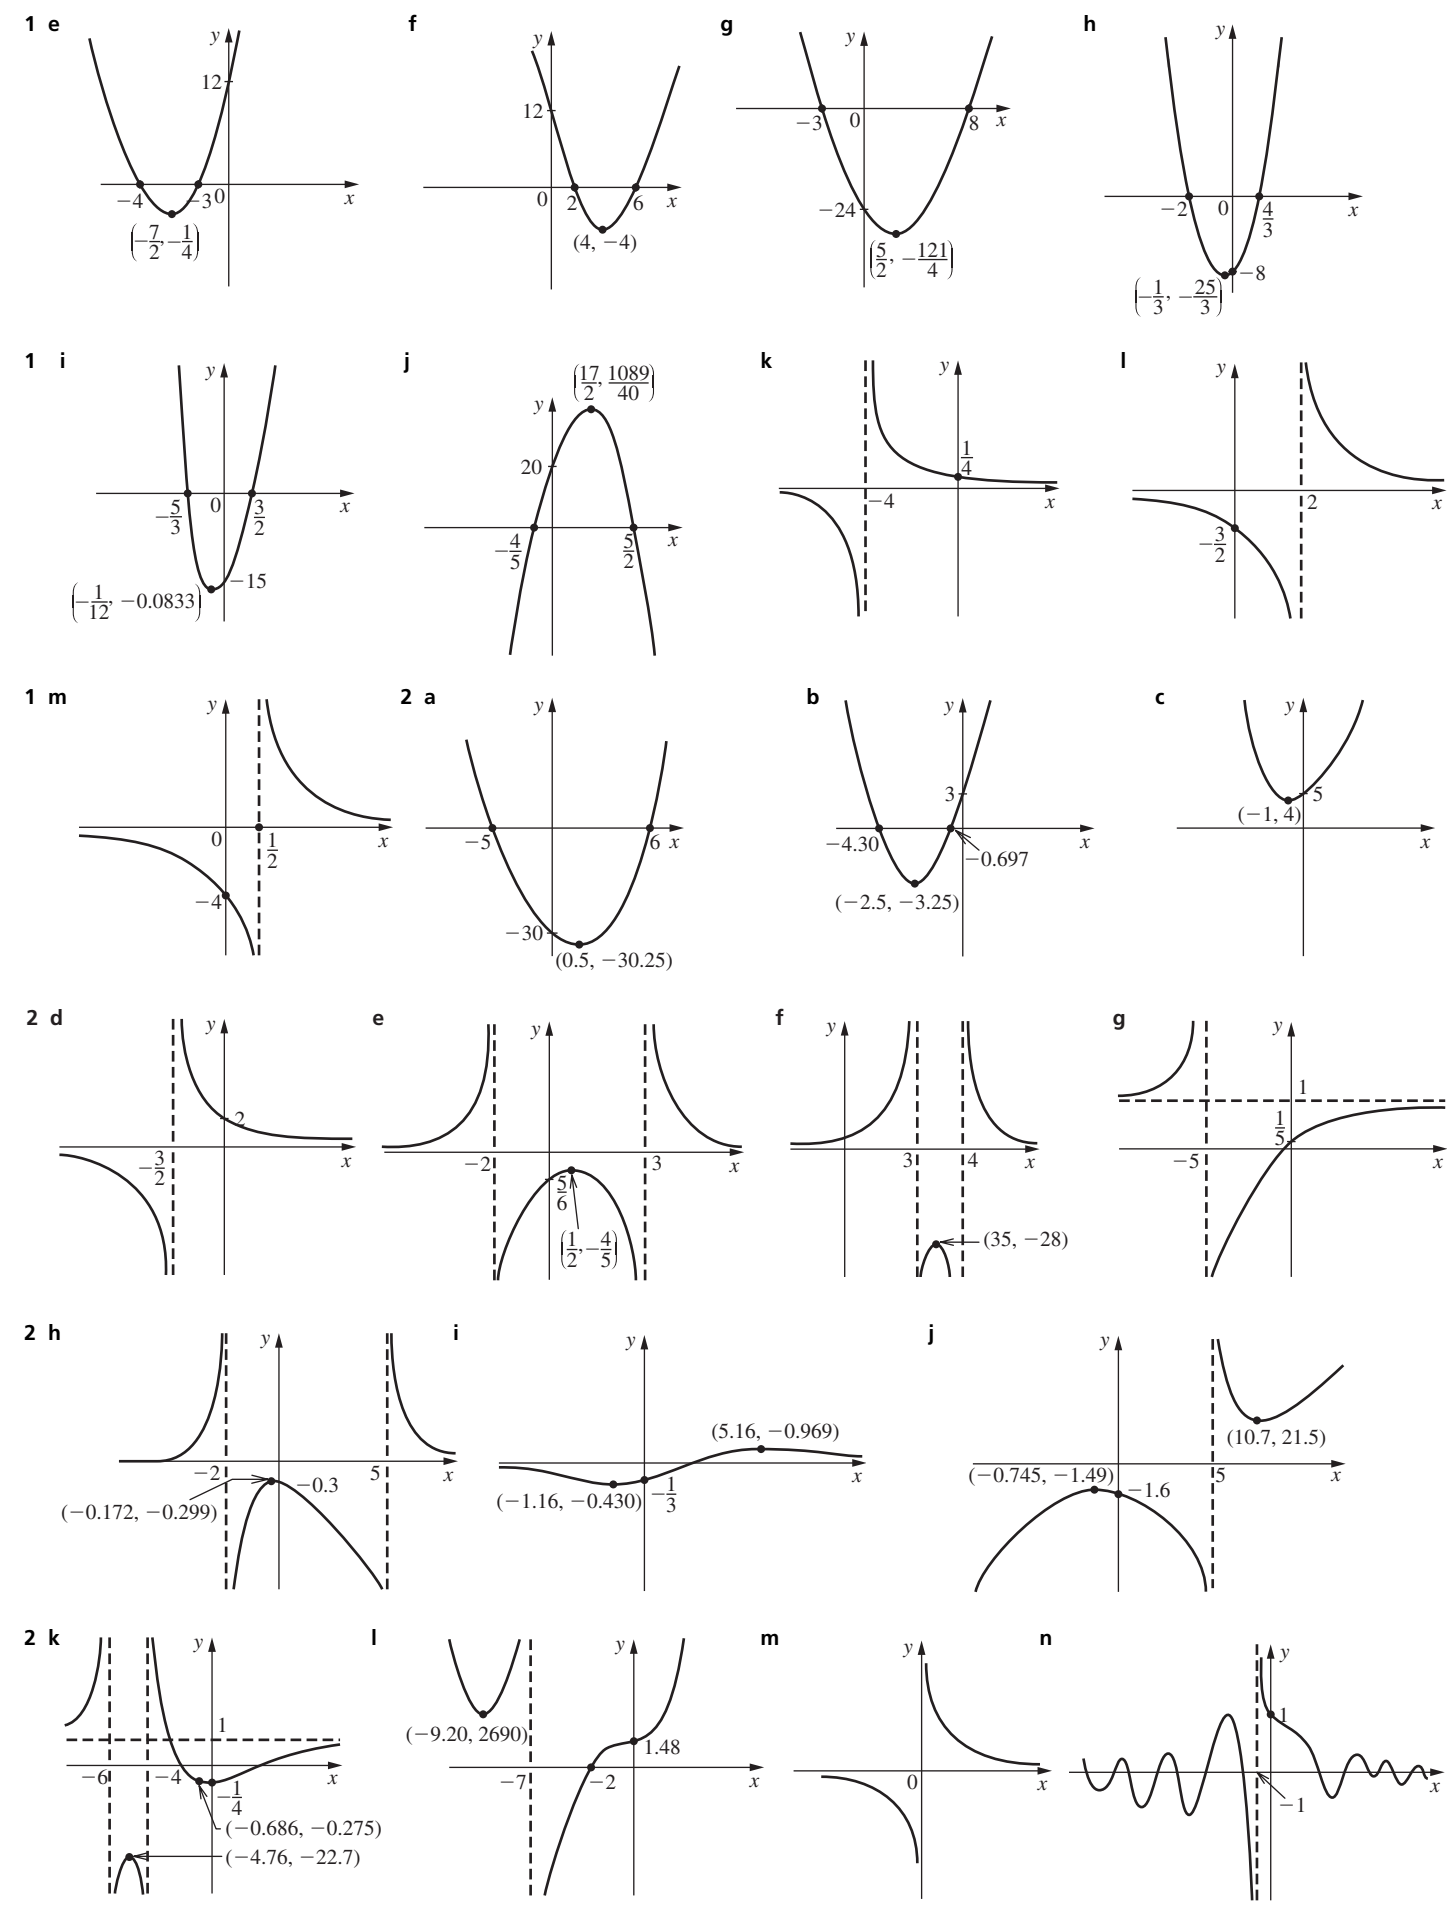 1 e f g h
y y y y
12 12
−4 −3 0 x 0 2 6 x −3 0 8 x −2 0 4/3 x
−24 −8
(−7/2, −1/4) (4, −4) (5/2, −121/4) (−1/3, −25/3)
1 i j k l
y (17/2, 1089/40) y y
y
20 1/4
−5/3 0 3/2 x −4/5 5/2 x −4 x 2 x
−3/2
−15
(−1/12, −0.0833)
1 m 2 a b c
y y y y
3 5
(−1, 4)
0 1/2 x −5 6 x −4.30 x x
−0.697
−4 −30 (−2.5, −3.25)
(0.5, −30.25)
2 d e f g
y y y y
2 1
1/5
−3/2 x −2 3 x 3 4 x −5 x
5/6
(1/2, −4/5) (35, −28)
2 h i j
y y y
(5.16, −0.969) (10.7, 21.5)
−2 5 x x 5 x
−0.3 (−0.745, −1.49) −1.6
(−0.172, −0.299) (−1.16, −0.430) −1/3
2 k l m n
y y y y
1 (−9.20, 2690) 1.48 1
−6 −4 x −7 −2 x 0 x x
−1/4 −1
(−0.686, −0.275)
(−4.76, −22.7)